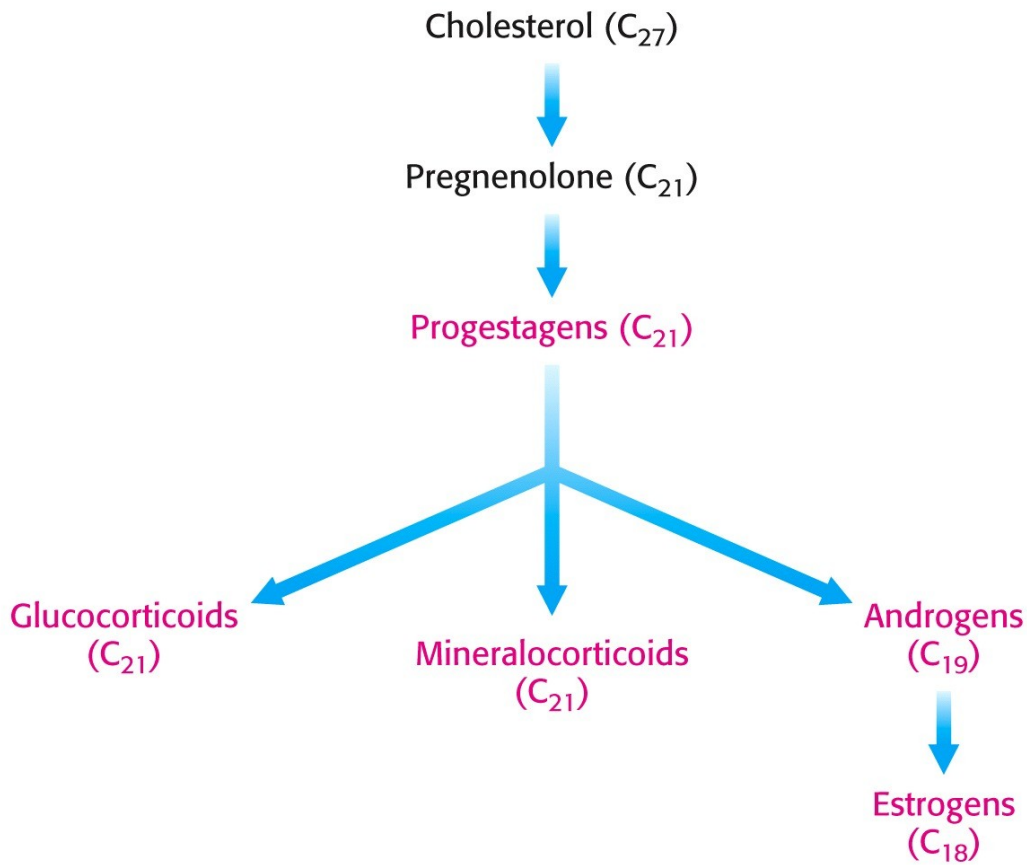 Cholesterol (C₂₇)
Pregnenolone (C₂₁)
Progestagens (C₂₁)
Glucocorticoids
(C₂₁)
Mineralocorticoids
(C₂₁)
Androgens
(C₁₉)
Estrogens
(C₁₈)